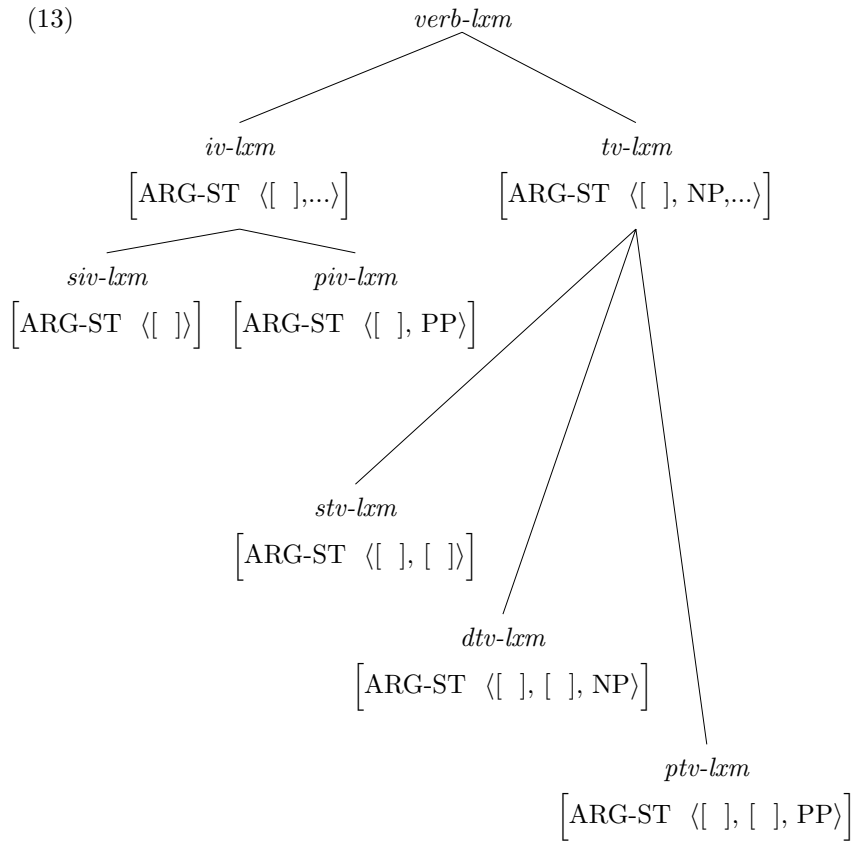 (13) verb-lxm
iv-lxm tv-lxm
[ARG-ST ⟨[ ],...⟩] [ARG-ST ⟨[ ], NP,...⟩]
siv-lxm piv-lxm
[ARG-ST ⟨[ ]⟩] [ARG-ST ⟨[ ], PP⟩]
stv-lxm
[ARG-ST ⟨[ ], [ ]⟩]
dtv-lxm
[ARG-ST ⟨[ ], [ ], NP⟩]
ptv-lxm
[ARG-ST ⟨[ ], [ ], PP⟩]